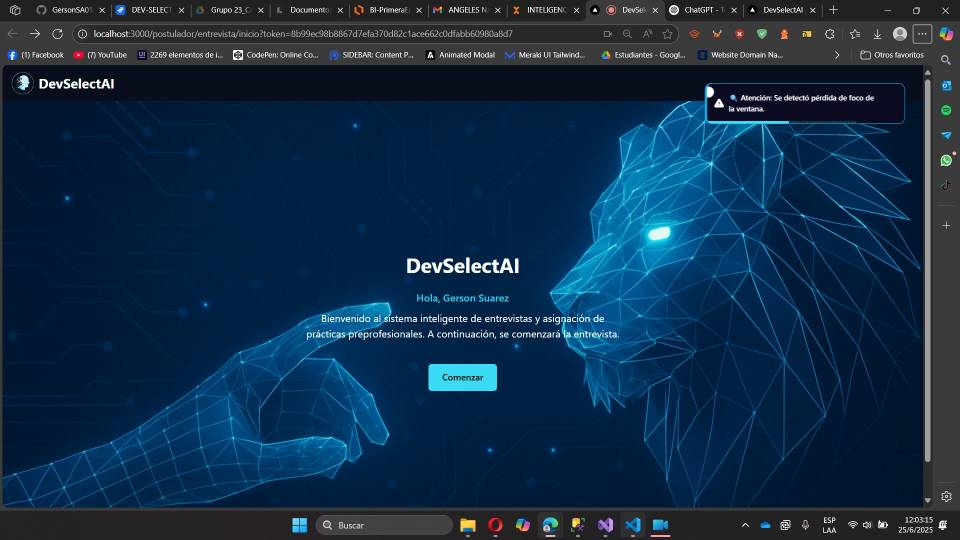 GersonSA01
DEV-SELECT
Grupo 23_Ca
Documento
BI-PrimeraE
ANGELES NA
INTELIGENC
DevSel
ChatGPT - T
DevSelectAI
localhost:3000/postulador/entrevista/inicio?token=8b99ec98b8867d7efa370d82c1ace662c0dfabb60980a8d7
(1) Facebook
(7) YouTube
2269 elementos de i...
CodePen: Online Co...
SIDEBAR: Content P...
Animated Modal
Meraki UI Tailwind...
Estudiantes - Googl...
Website Domain Na...
Otros favoritos
DevSelectAI
Atención: Se detectó pérdida de foco de
la ventana.
DevSelectAI
Hola, Gerson Suarez
Bienvenido al sistema inteligente de entrevistas y asignación de
prácticas preprofesionales. A continuación, se comenzará la entrevista.
Comenzar
Buscar
ESP
LAA
12:03:15
25/6/2025